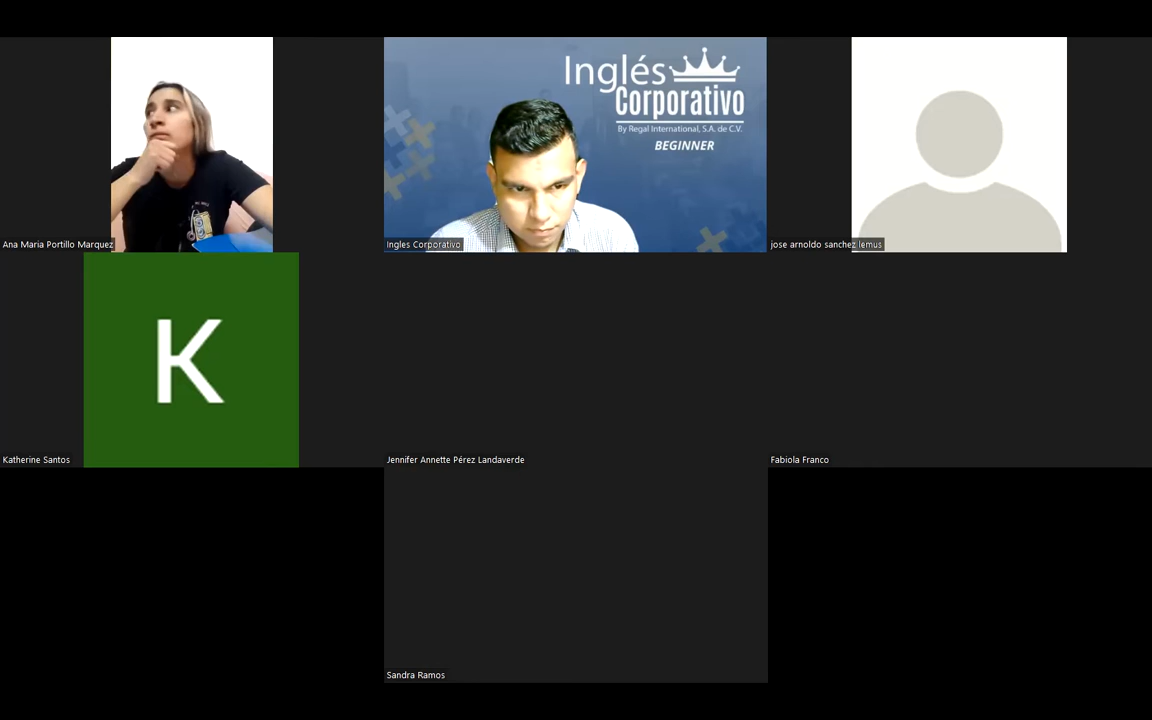 Inglés
Corporativo
By Regal International, S.A. de C.V.
BEGINNER
Ana Maria Portillo Marquez
Ingles Corporativo
jose arnoldo sanchez lemus
K
Katherine Santos
Jennifer Annette Pérez Landaverde
Fabiola Franco
Sandra Ramos